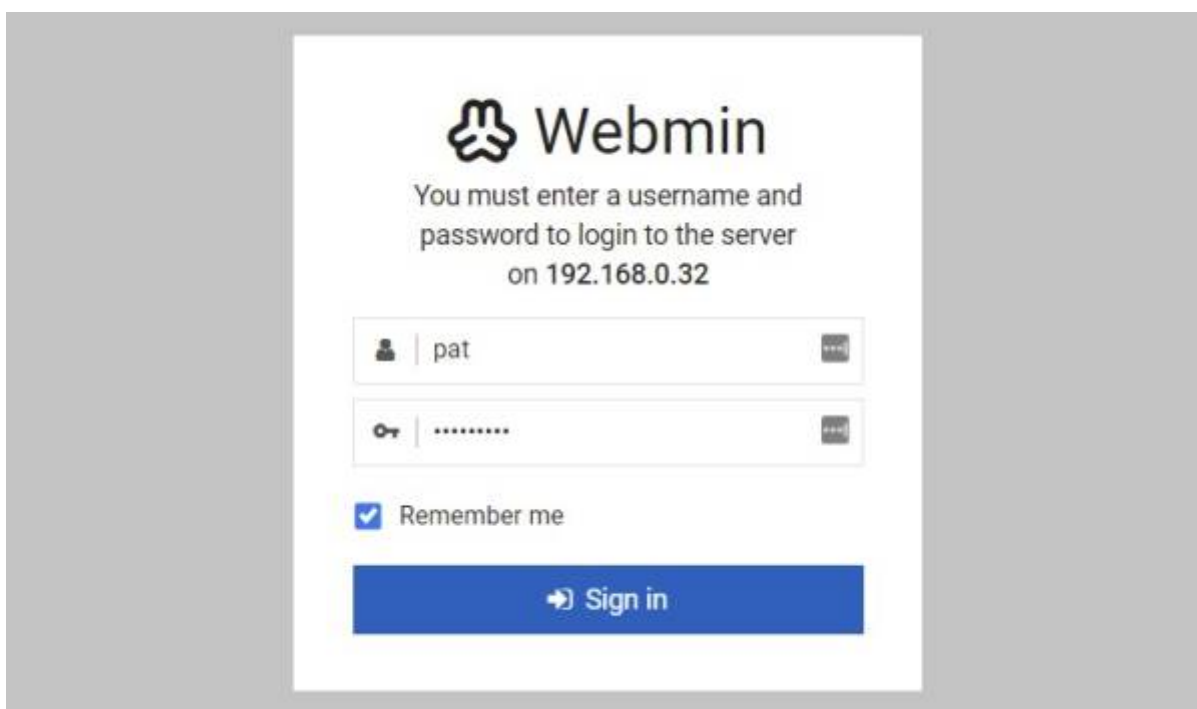 Webmin
You must enter a username and
password to login to the server
on 192.168.0.32
pat
•••••••••
Remember me
Sign in